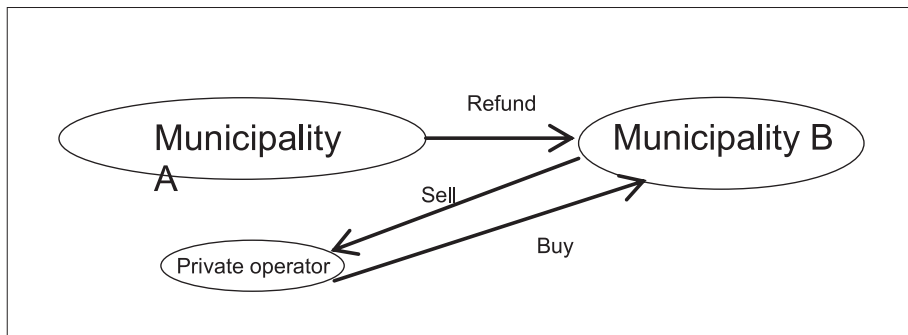 Refund
Municipality
A
Municipality B
Sell
Buy
Private operator